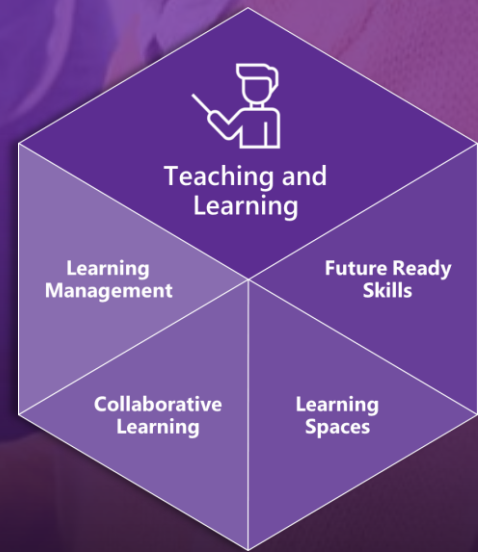 Teaching and
Learning
Learning
Management
Future Ready
Skills
Collaborative
Learning
Learning
Spaces